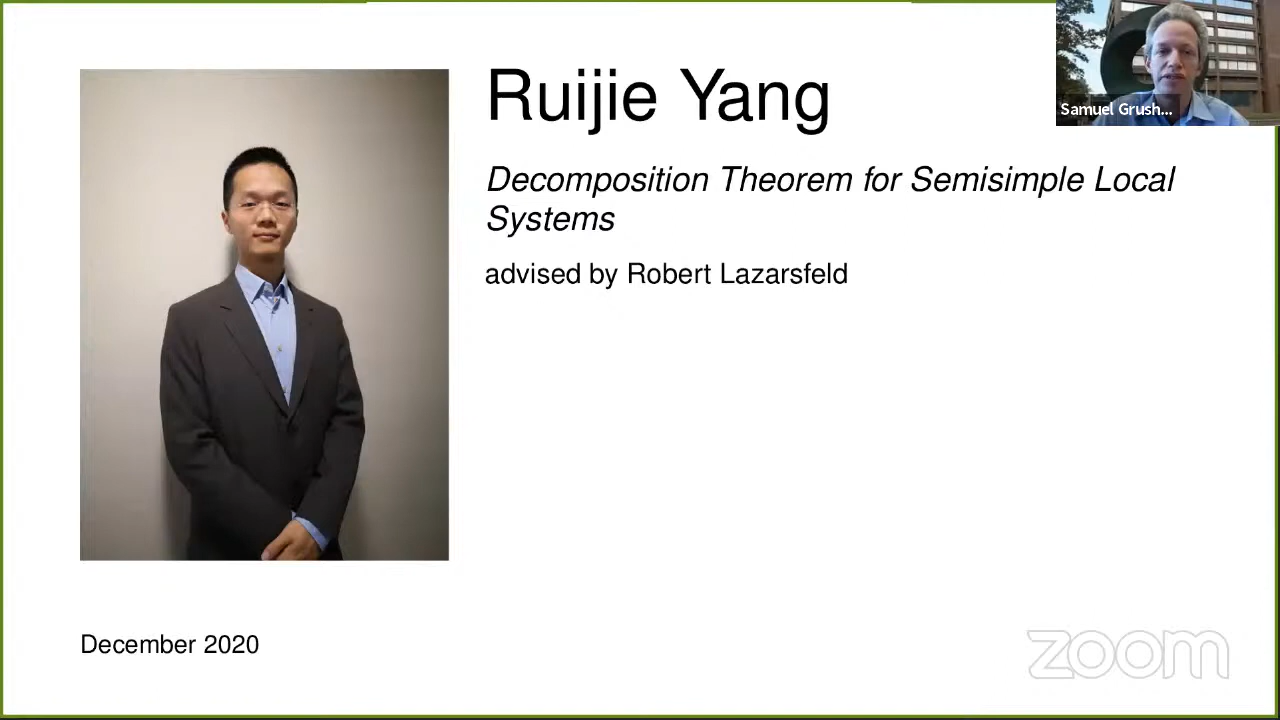 Ruijie Yang
Samuel Grush...
Decomposition Theorem for Semisimple Local
Systems
advised by Robert Lazarsfeld
December 2020
zoom